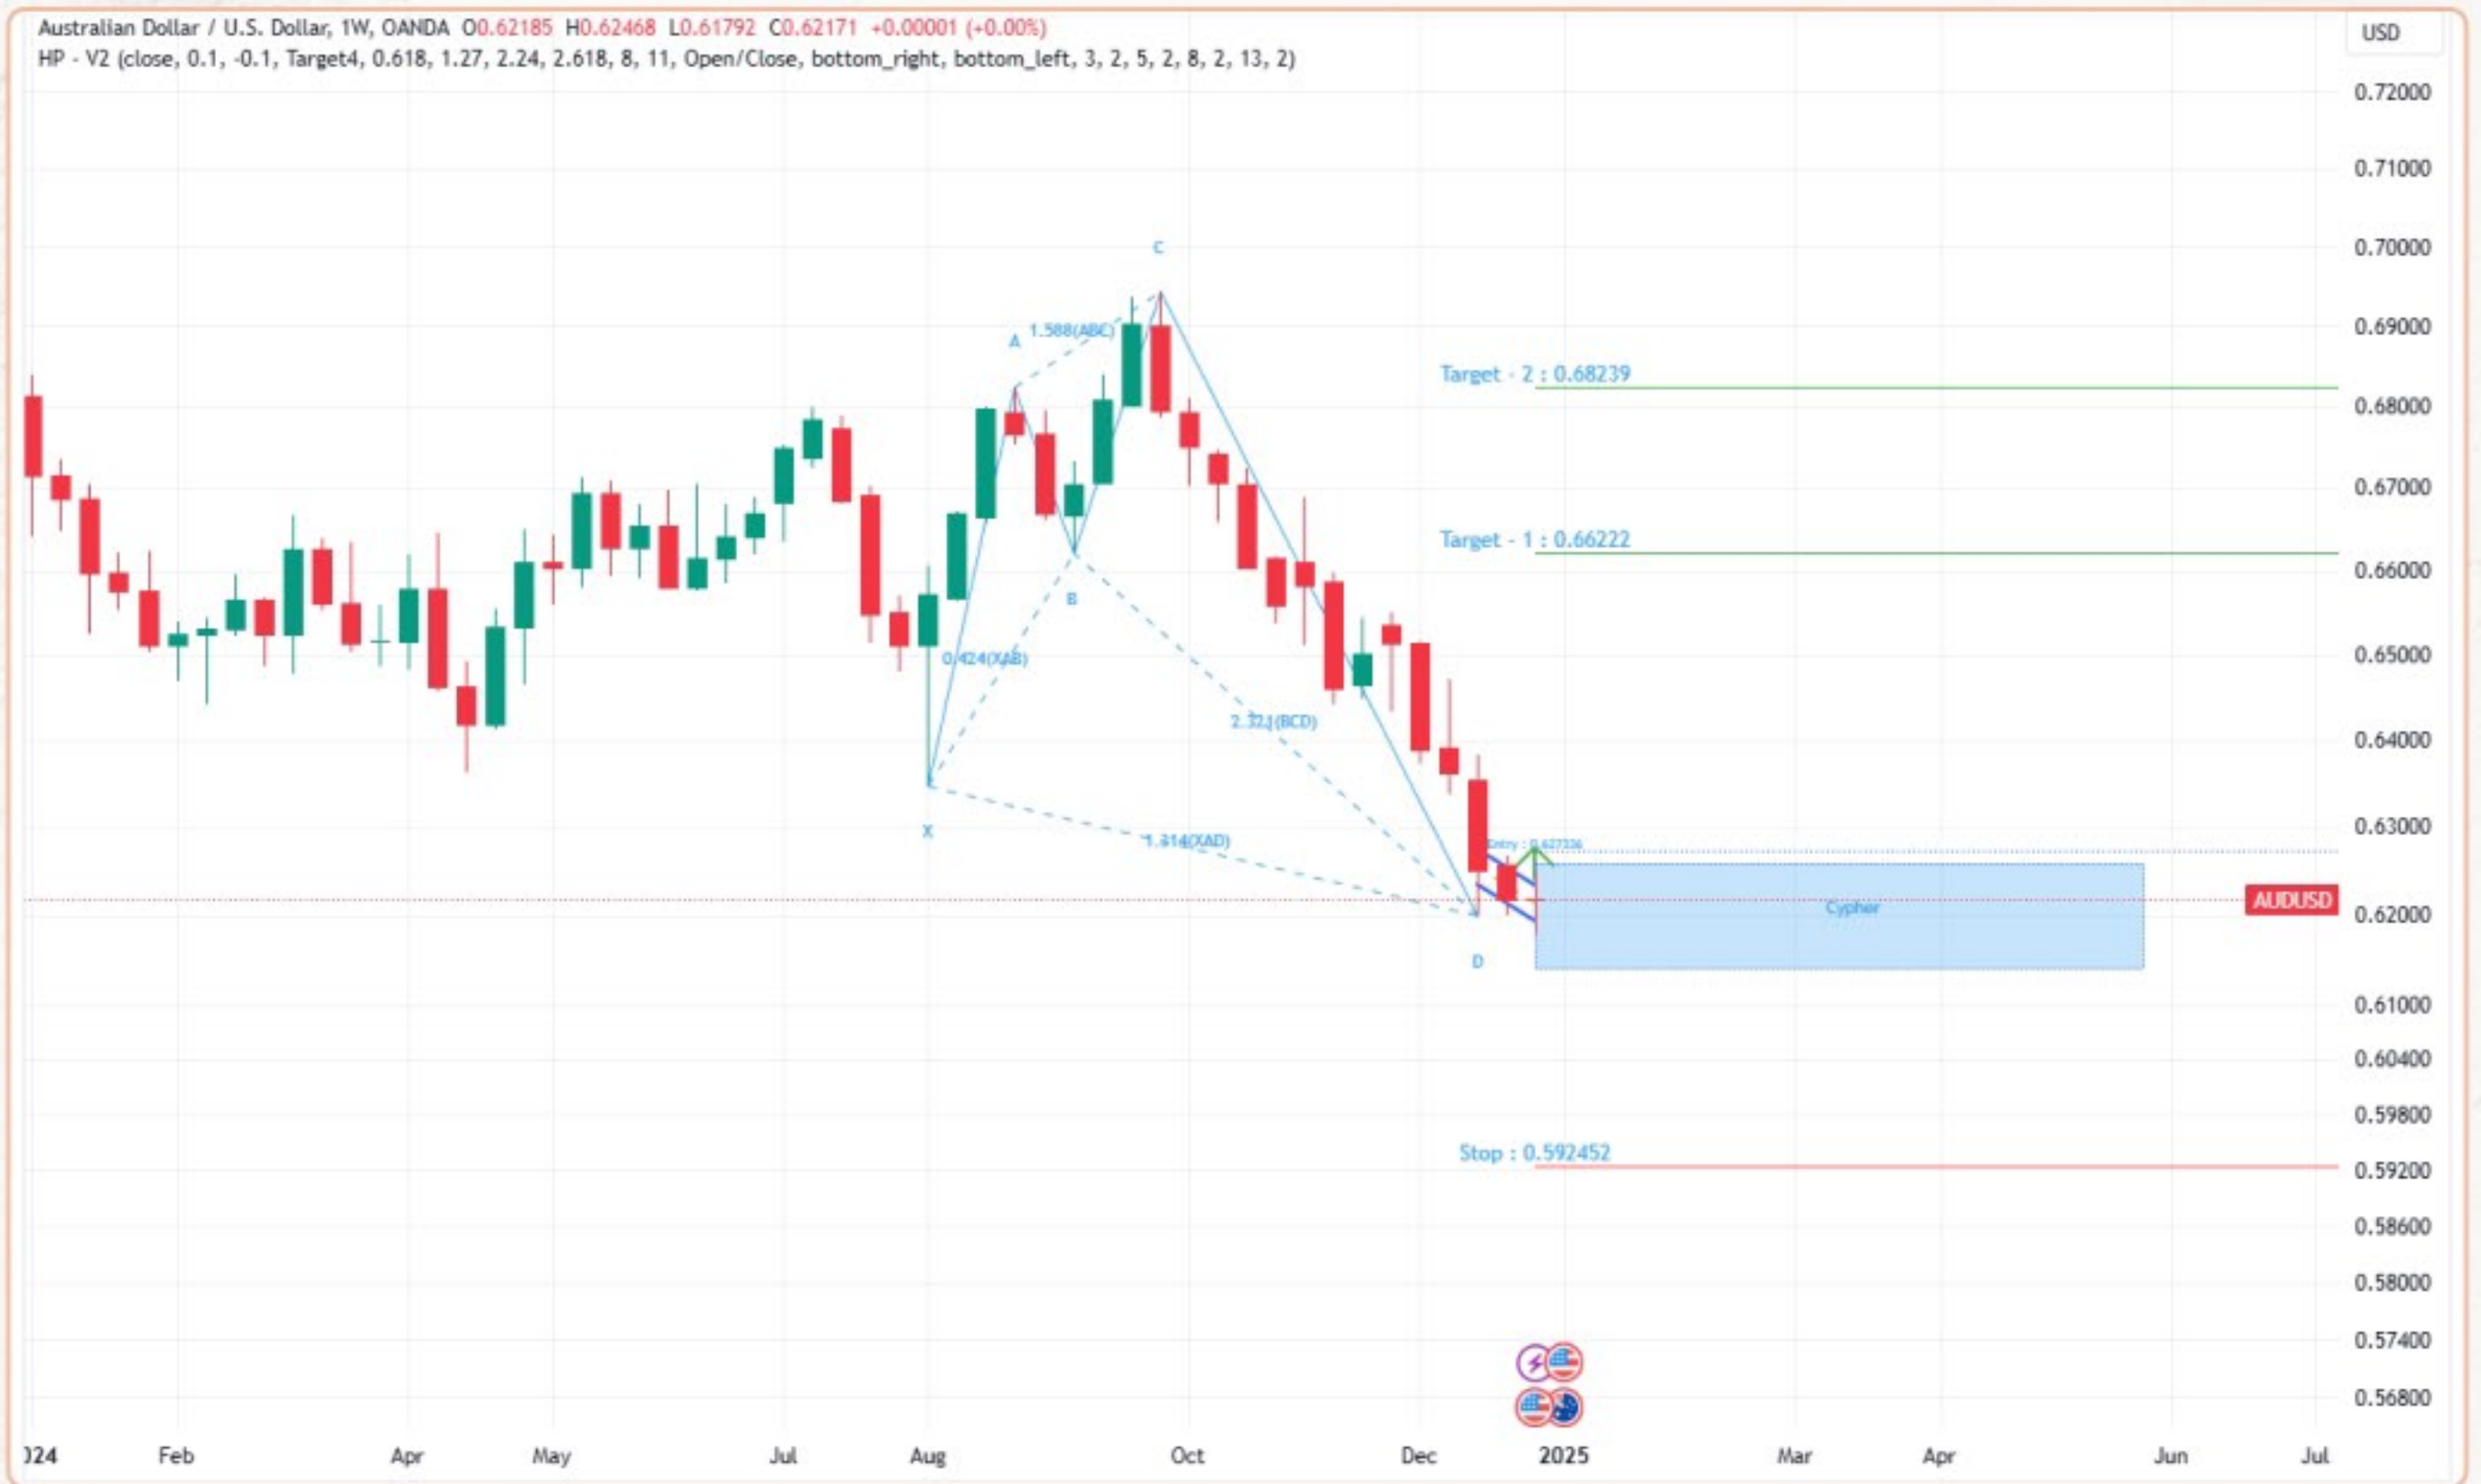 Australian Dollar / U.S. Dollar, 1W, OANDA O0.62185 H0.62468 L0.61792 C0.62171 +0.00001 (+0.00%)
HP - V2 (close, 0.1, -0.1, Target4, 0.618, 1.27, 2.24, 2.618, 8, 11, Open/Close, bottom_right, bottom_left, 3, 2, 5, 2, 8, 2, 13, 2)
USD
0.72000
0.71000
0.70000
0.69000
0.68000
0.67000
0.66000
0.65000
0.64000
0.63000
0.62000
0.61000
0.60400
0.59800
0.59200
0.58600
0.58000
0.57400
0.56800
C
1.588(ABC)
A
Target - 2 : 0.68239
Target - 1 : 0.66222
B
0.424(XAB)
2.321(BCD)
X
1.314(XAD)
Entry : 0.627336
AUDUSD
Cypher
D
Stop : 0.592452
024 Feb Apr May Jul Aug Oct Dec 2025 Mar Apr Jun Jul